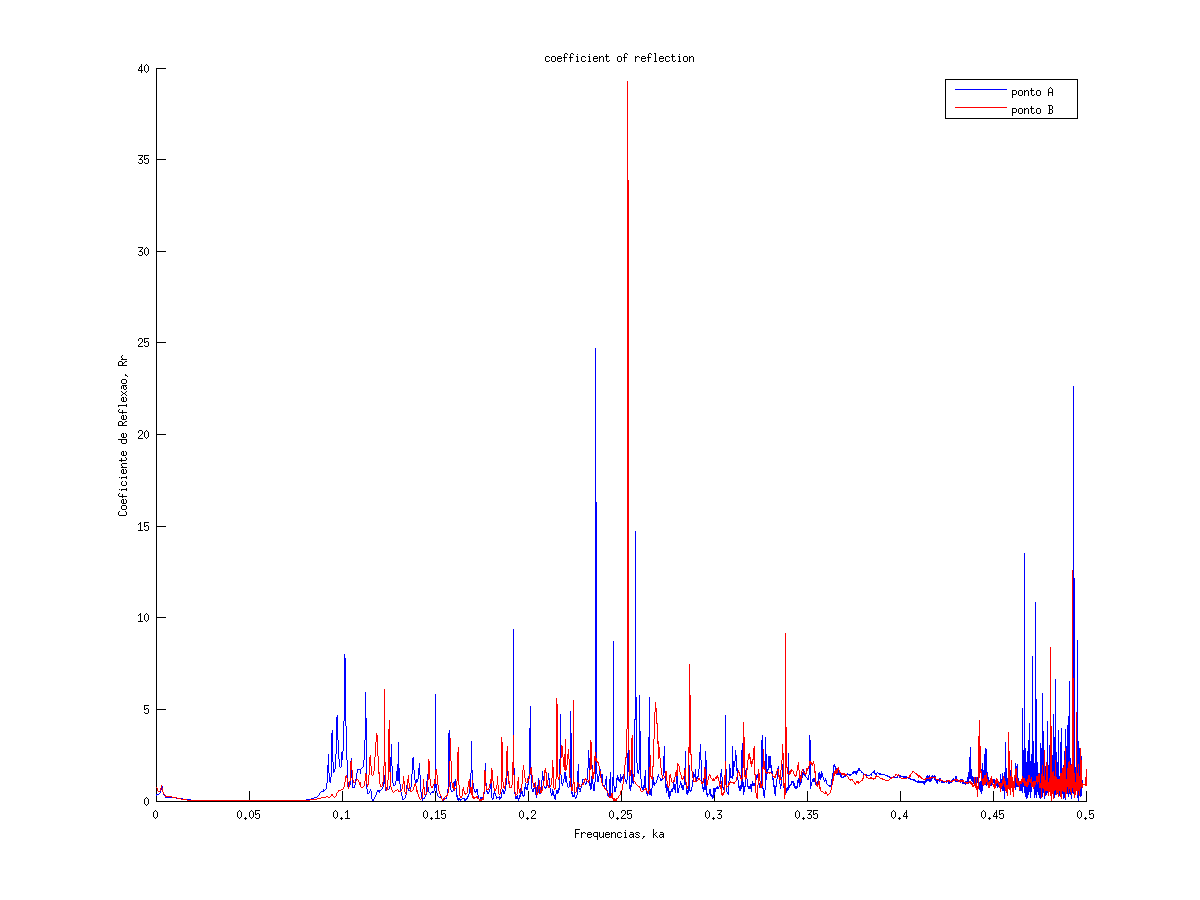 coefficient of reflection
ponto A
ponto B
Coeficiente de Reflexao, Rr
40
35
30
25
20
15
10
5
0
0 0.05 0.1 0.15 0.2 0.25 0.3 0.35 0.4 0.45 0.5
Frequencias, ka